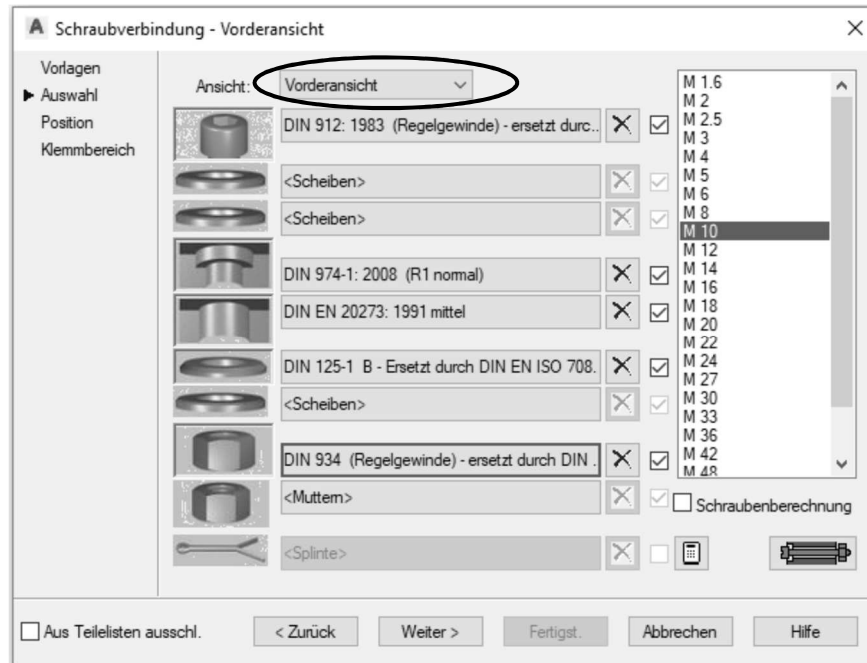 A Schraubverbindung - Vorderansicht
Vorlagen
Auswahl
Position
Klemmbereich
Ansicht: Vorderansicht
DIN 912: 1983 (Regelgewinde) - ersetzt durc..
<Scheiben>
<Scheiben>
DIN 974-1: 2008 (R1 normal)
DIN EN 20273: 1991 mittel
DIN 125-1 B - Ersetzt durch DIN EN ISO 708.
<Scheiben>
DIN 934 (Regelgewinde) - ersetzt durch DIN .
<Muttern>
<Splinte>
M 1.6
M 2
M 2.5
M 3
M 4
M 5
M 6
M 8
M 10
M 12
M 14
M 16
M 18
M 20
M 22
M 24
M 27
M 30
M 33
M 36
M 42
M 48
Schraubenberechnung
Aus Teilelisten ausschl.
< Zurück
Weiter >
Fertigst.
Abbrechen
Hilfe